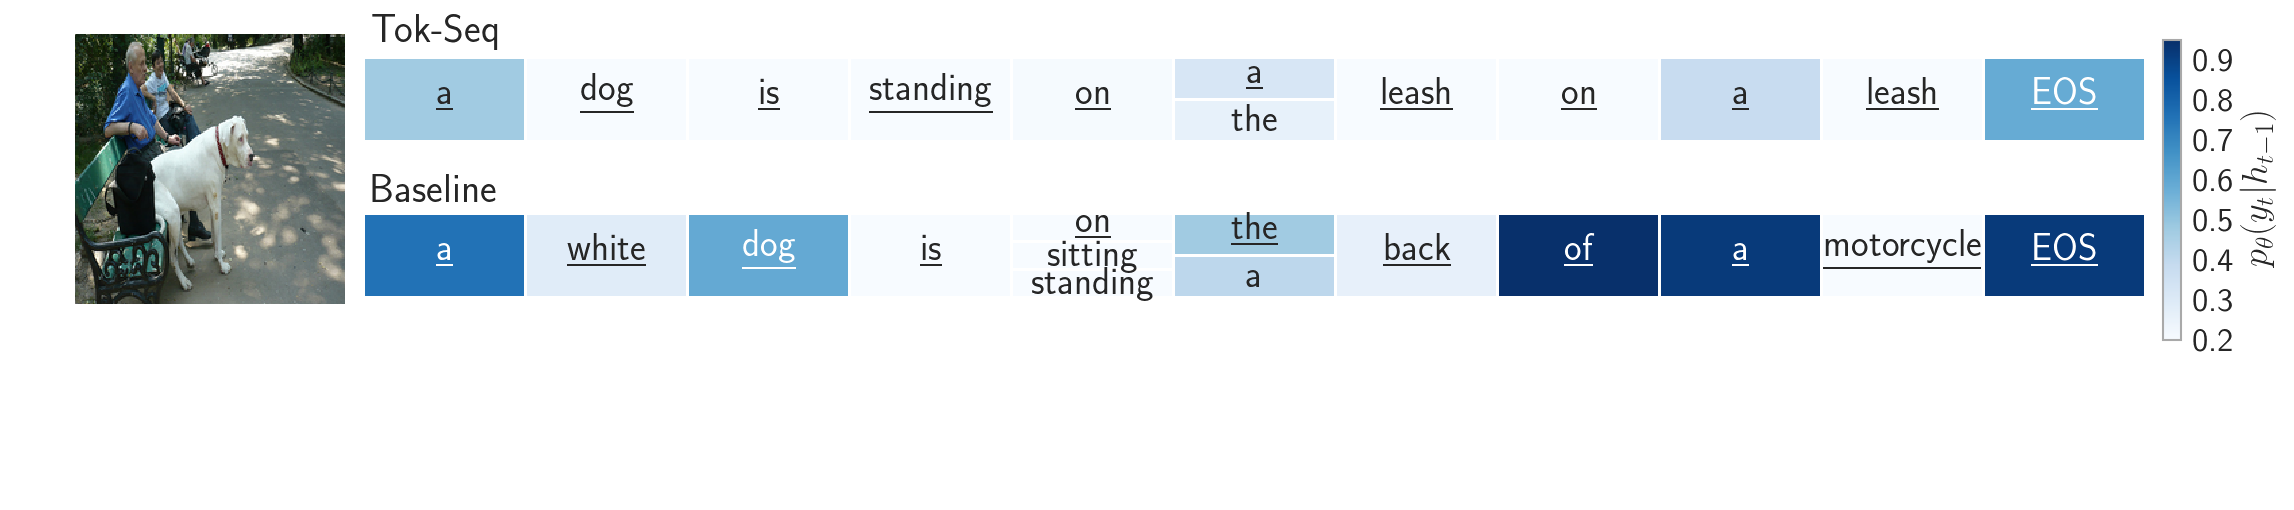 Tok-Seq
a dog is standing on a leash on a leash EOS
the
Baseline
a white dog is on the back of a motorcycle EOS
sitting a
standing
0.9
0.8
0.7
0.6
0.5
0.4
0.3
0.2
p_θ(y_t|h_{t−1})